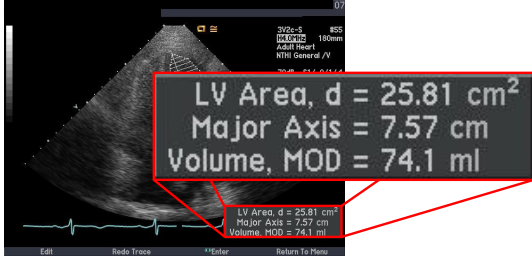 07
3V2c-S #55
H4.0MHz 180mm
Adult Heart
NTHI General /V
LV Area, d = 25.81 cm²
Major Axis = 7.57 cm
Volume, MOD = 74.1 ml
LV Area, d = 25.81 cm²
Major Axis = 7.57 cm
Volume, MOD = 74.1 ml
Edit Redo Trace Enter Return To Menu